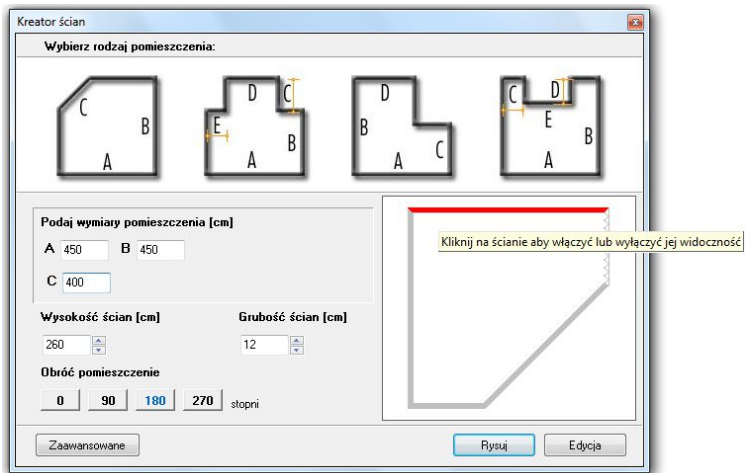 Kreator ścian
Wybierz rodzaj pomieszczenia:
C B A
D C E B A
D B A C
C D E B A
Podaj wymiary pomieszczenia [cm]
A 450 B 450
C 400
Kliknij na ścianie aby włączyć lub wyłączyć jej widoczność
Wysokość ścian [cm] Grubość ścian [cm]
260 12
Obróć pomieszczenie
0 90 180 270 stopni
Zaawansowane Rysuj Edycja